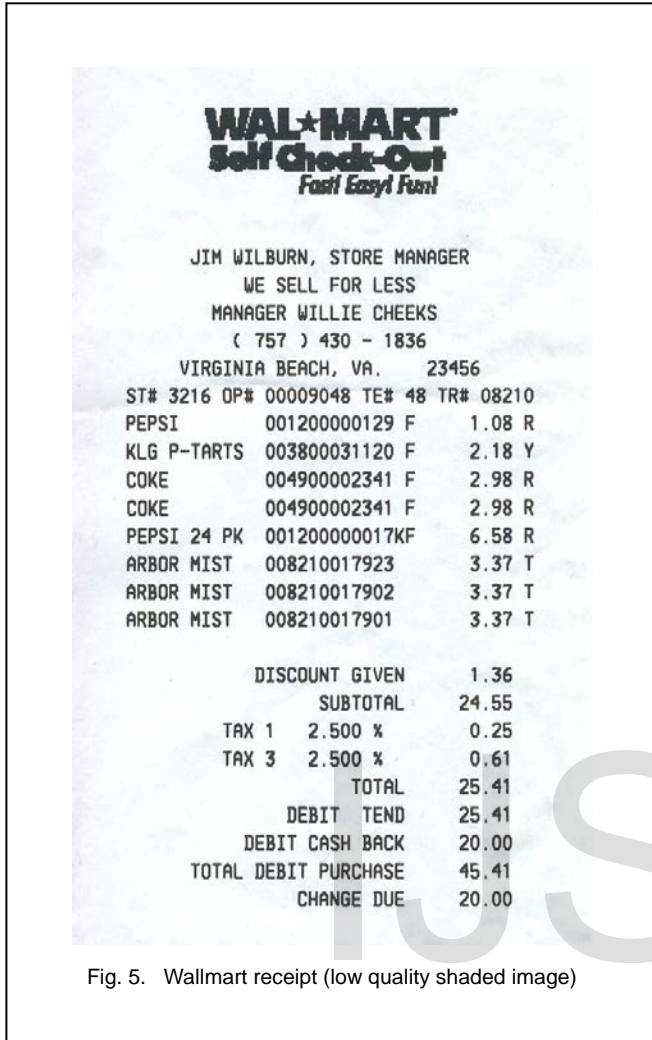 WAL★MART®
Self Check-Out
Fast! Easy! Fun!
JIM WILBURN, STORE MANAGER
WE SELL FOR LESS
MANAGER WILLIE CHEEKS
( 757 ) 430 - 1836
VIRGINIA BEACH, VA. 23456
ST# 3216 OP# 00009048 TE# 48 TR# 08210
PEPSI 001200000129 F 1.08 R
KLG P-TARTS 003800031120 F 2.18 Y
COKE 004900002341 F 2.98 R
COKE 004900002341 F 2.98 R
PEPSI 24 PK 001200000017KF 6.58 R
ARBOR MIST 008210017923 3.37 T
ARBOR MIST 008210017902 3.37 T
ARBOR MIST 008210017901 3.37 T
DISCOUNT GIVEN 1.36
SUBTOTAL 24.55
TAX 1 2.500 % 0.25
TAX 3 2.500 % 0.61
TOTAL 25.41
DEBIT TEND 25.41
DEBIT CASH BACK 20.00
TOTAL DEBIT PURCHASE 45.41
CHANGE DUE 20.00
IJS
Fig. 5. Wallmart receipt (low quality shaded image)